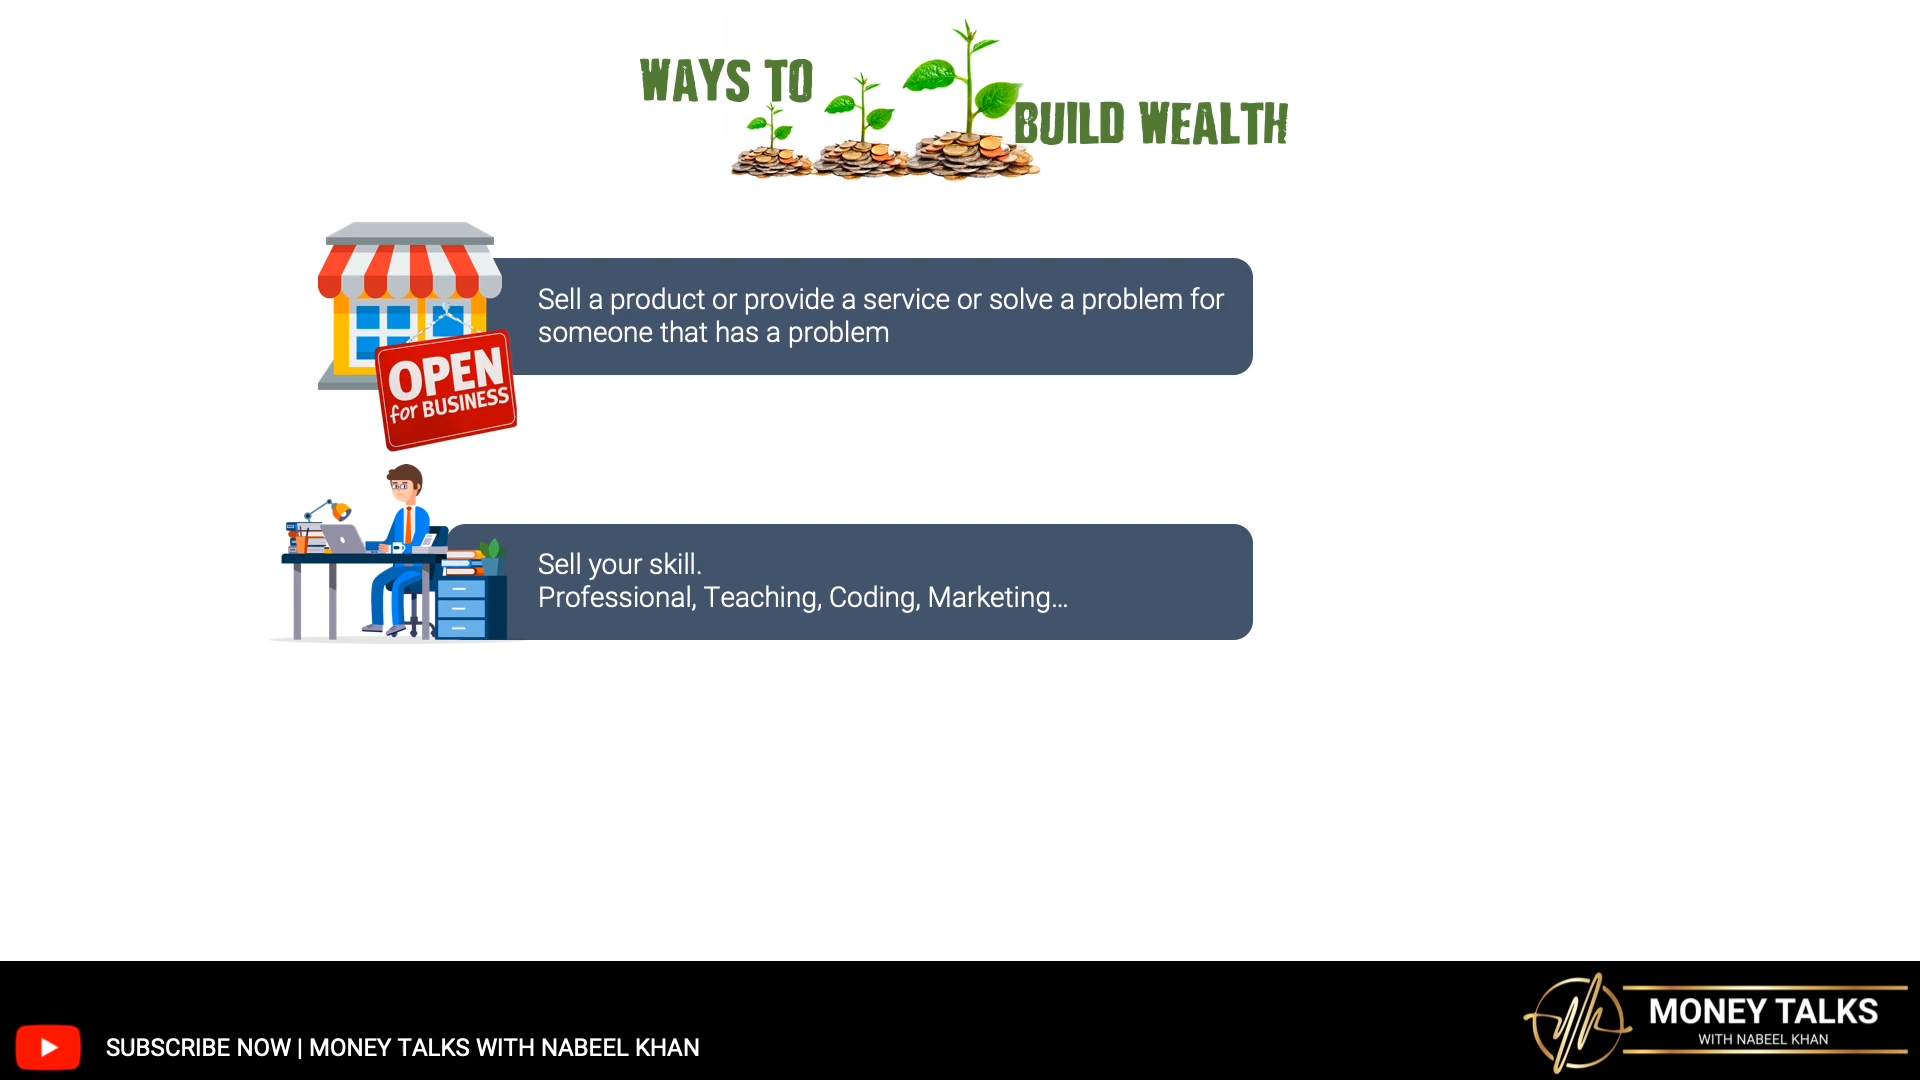 WAYS TO
BUILD WEALTH
Sell a product or provide a service or solve a problem for
someone that has a problem
OPEN
for BUSINESS
Sell your skill.
Professional, Teaching, Coding, Marketing...
SUBSCRIBE NOW | MONEY TALKS WITH NABEEL KHAN
MONEY TALKS
WITH NABEEL KHAN